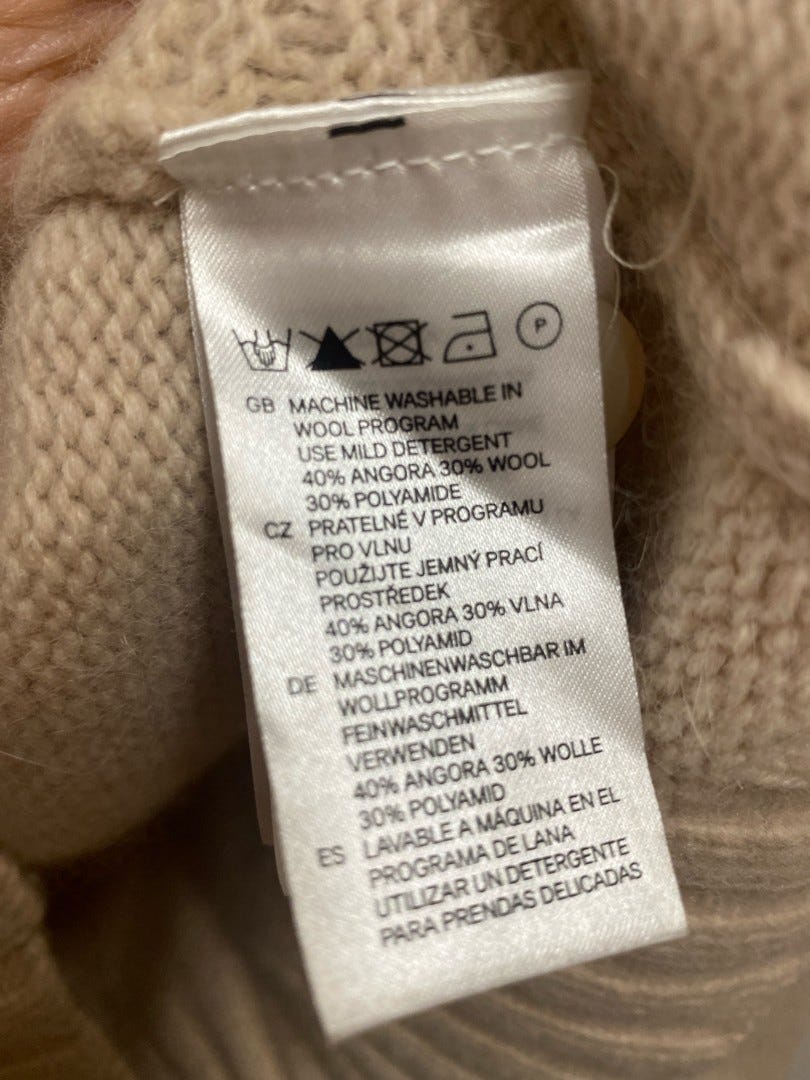 P
GB MACHINE WASHABLE IN
WOOL PROGRAM
USE MILD DETERGENT
40% ANGORA 30% WOOL
30% POLYAMIDE
CZ PRATELNÉ V PROGRAMU
PRO VLNU
POUŽIJTE JEMNÝ PRACÍ
PROSTŘEDEK
40% ANGORA 30% VLNA
30% POLYAMID
DE MASCHINENWASCHBAR IM
WOLLPROGRAMM
FEINWASCHMITTEL
VERWENDEN
40% ANGORA 30% WOLLE
30% POLYAMID
ES LAVABLE A MÁQUINA EN EL
PROGRAMA DE LANA
UTILIZAR UN DETERGENTE
PARA PRENDAS DELICADAS